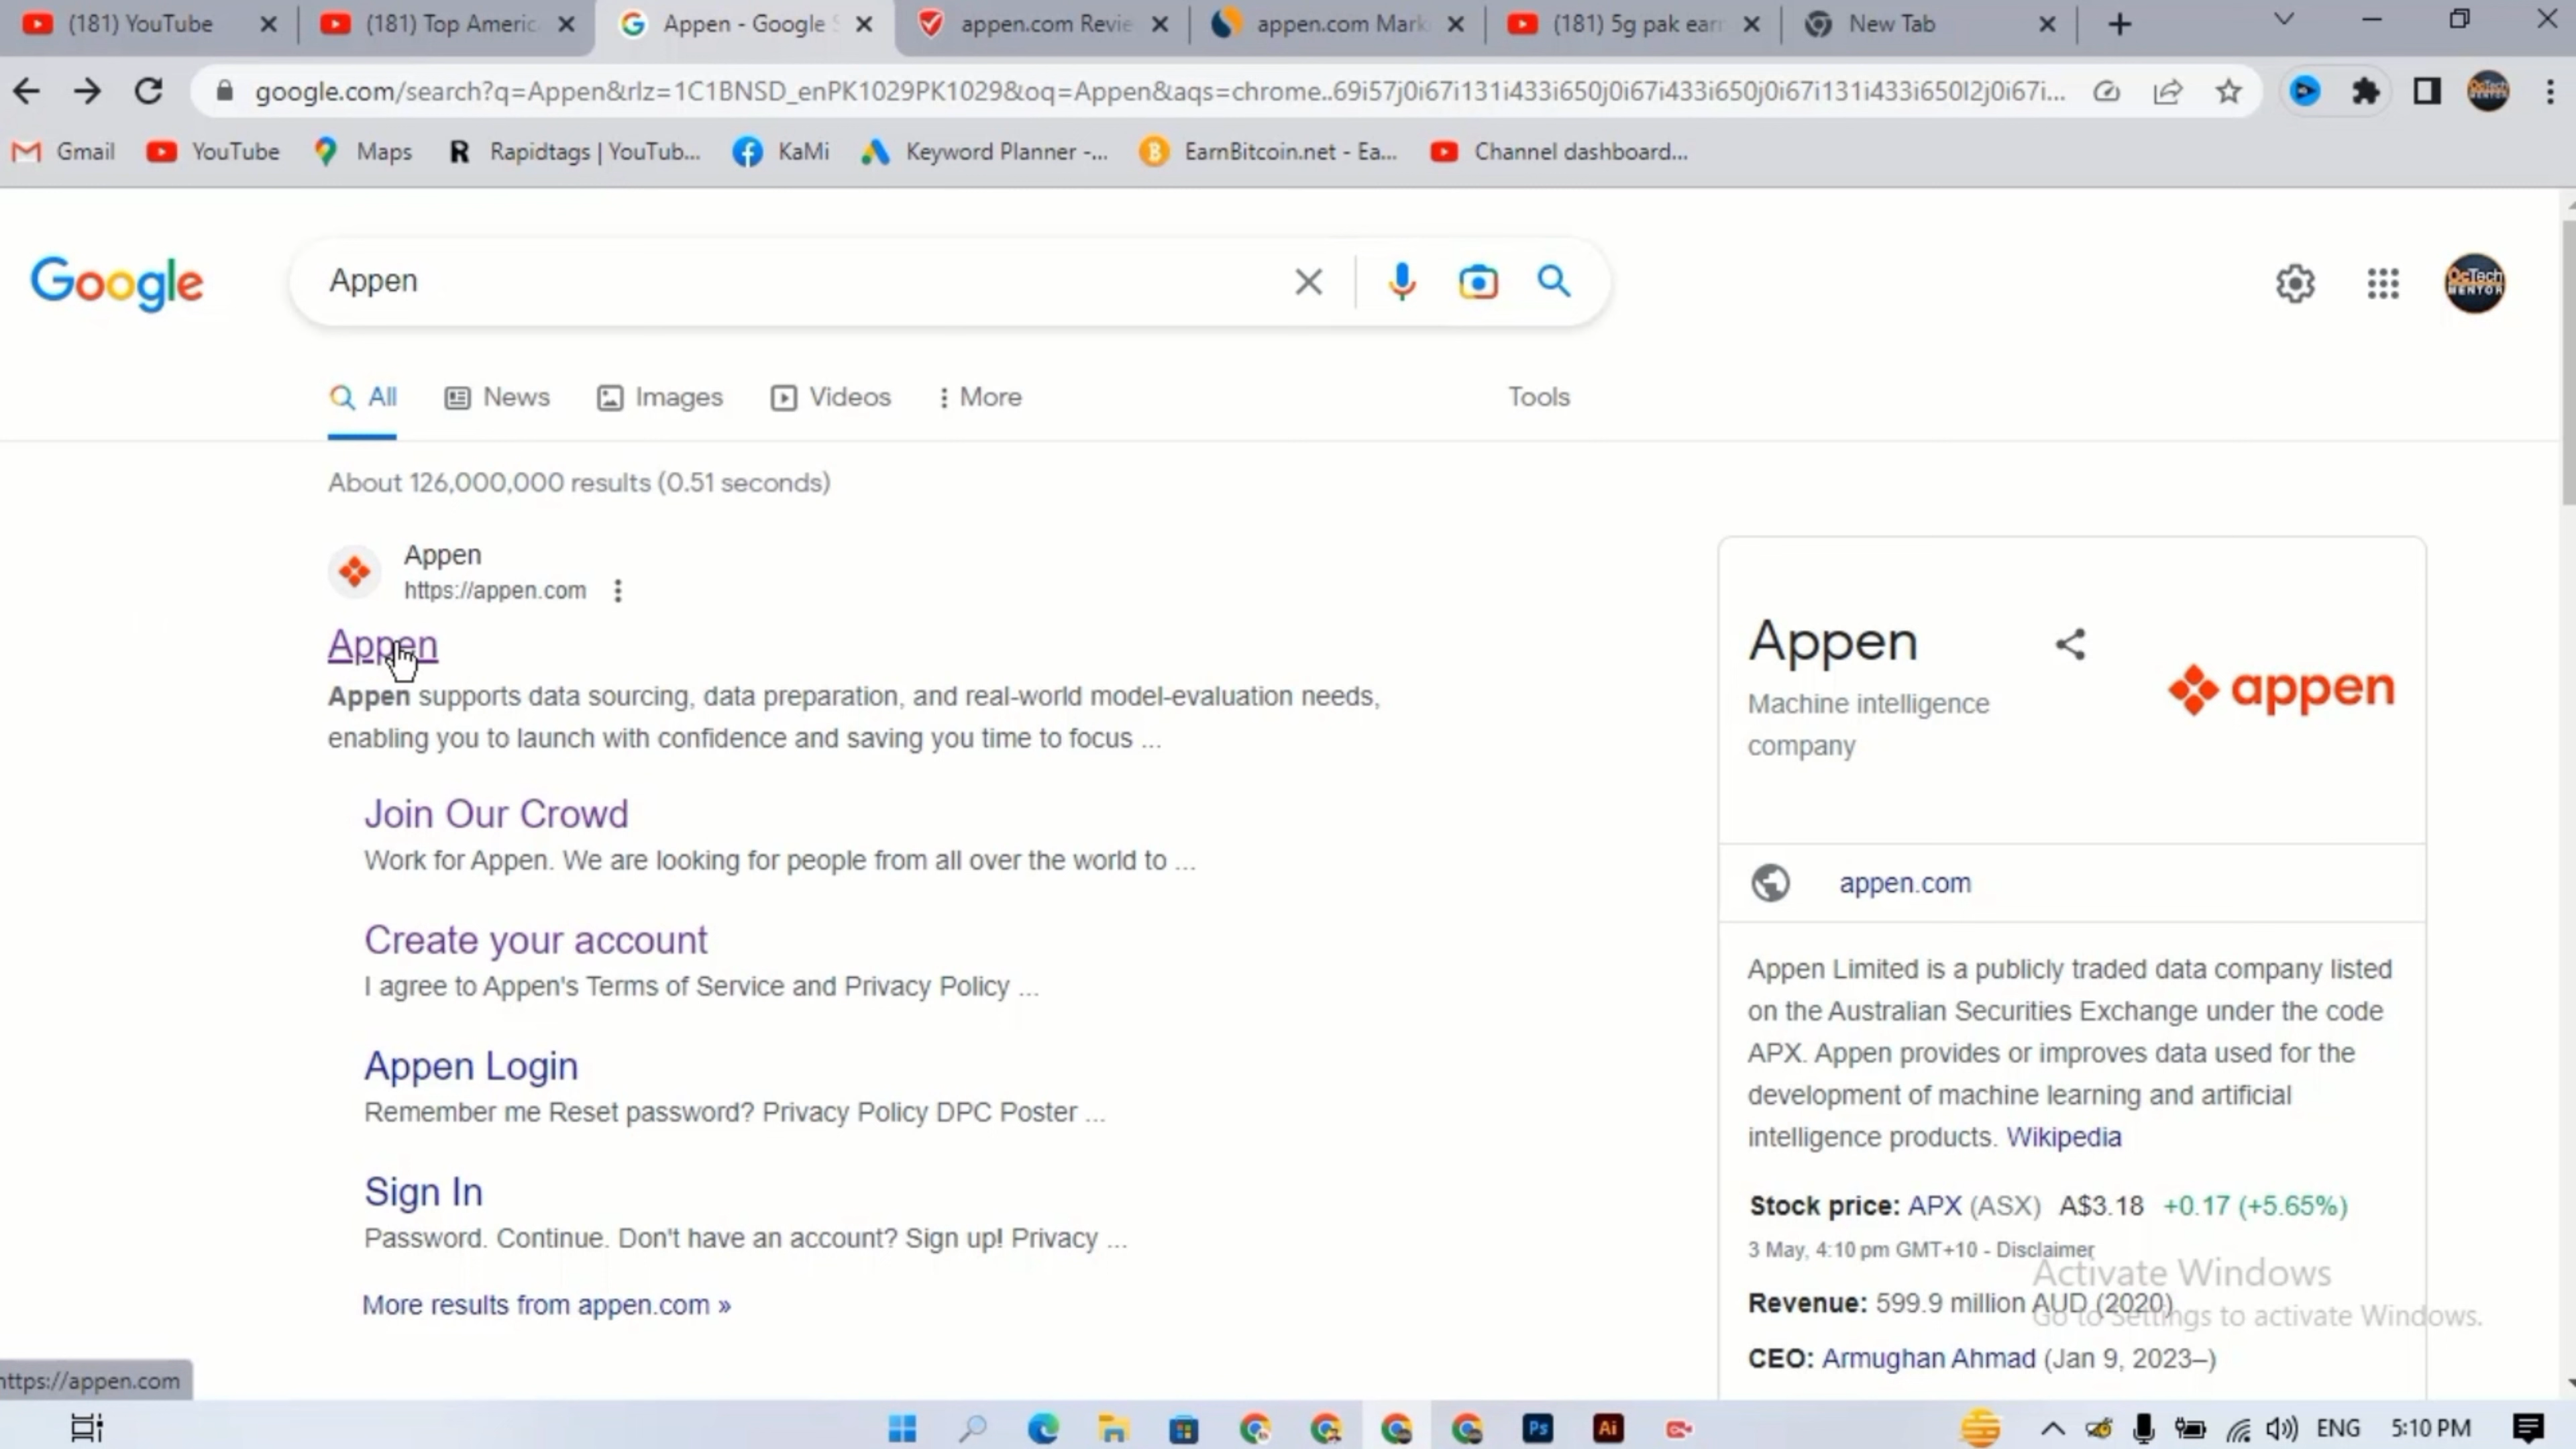 (181) YouTube
(181) Top Americ
Appen - Google S
appen.com Revie
appen.com Mark
(181) 5g pak earn
New Tab
google.com/search?q=Appen&rlz=1C1BNSD_enPK1029PK1029&oq=Appen&aqs=chrome..69i57j0i67i131i433i650j0i67i433i650j0i67i131i433i650l2j0i67i...
Gmail
YouTube
Maps
Rapidtags | YouTub...
KaMi
Keyword Planner -...
EarnBitcoin.net - Ea...
Channel dashboard...
Google
Appen
OcTech
MENTOR
All
News
Images
Videos
More
Tools
About 126,000,000 results (0.51 seconds)
Appen
https://appen.com
Appen
Appen supports data sourcing, data preparation, and real-world model-evaluation needs,
enabling you to launch with confidence and saving you time to focus ...
Join Our Crowd
Work for Appen. We are looking for people from all over the world to ...
Create your account
I agree to Appen's Terms of Service and Privacy Policy ...
Appen Login
Remember me Reset password? Privacy Policy DPC Poster ...
Sign In
Password. Continue. Don't have an account? Sign up! Privacy ...
More results from appen.com »
Appen
Machine intelligence
company
appen
appen.com
Appen Limited is a publicly traded data company listed
on the Australian Securities Exchange under the code
APX. Appen provides or improves data used for the
development of machine learning and artificial
intelligence products. Wikipedia
Stock price: APX (ASX) A$3.18 +0.17 (+5.65%)
3 May, 4:10 pm GMT+10 - Disclaimer
Revenue: 599.9 million AUD (2020)
CEO: Armughan Ahmad (Jan 9, 2023–)
Activate Windows
Go to Settings to activate Windows.
https://appen.com
Ps
Ai
ENG
5:10 PM